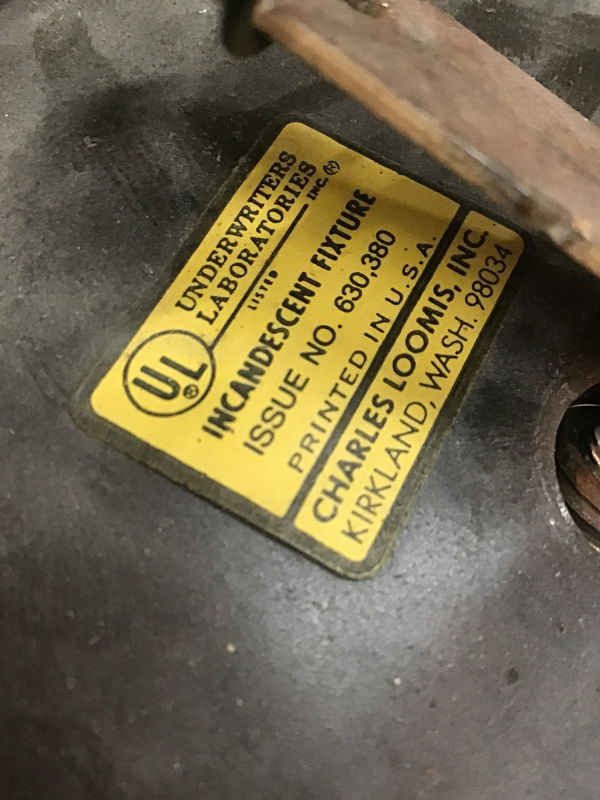 UL®
UNDERWRITERS
LABORATORIES
INC.®
LISTED
INCANDESCENT FIXTURE
ISSUE NO. 630,380
PRINTED IN U.S.A.
CHARLES LOOMIS, INC.
KIRKLAND, WASH. 98034